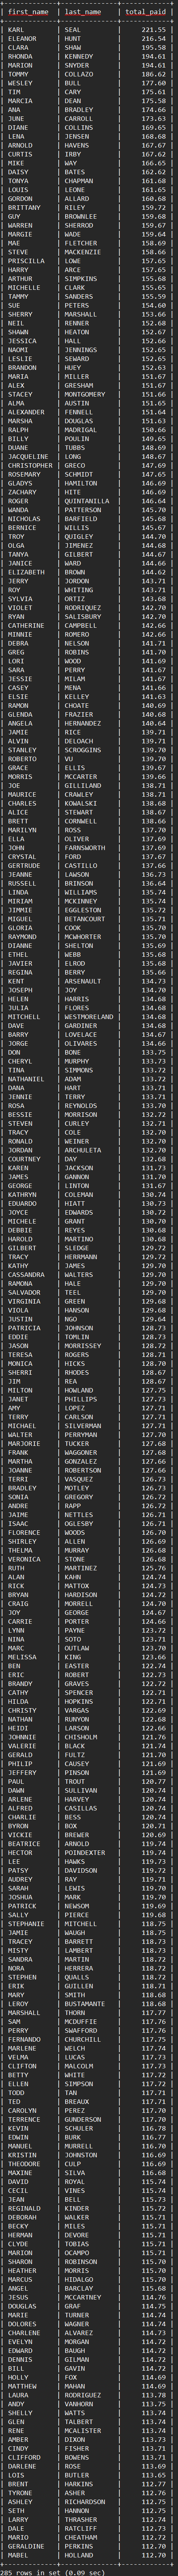 +-------------+--------------+------------+
| first_name | last_name | total_paid |
+-------------+--------------+------------+
| KARL | SEAL | 221.55 |
| ELEANOR | HUNT | 216.54 |
| CLARA | SHAW | 195.58 |
| RHONDA | KENNEDY | 194.61 |
| MARION | SNYDER | 194.61 |
| TOMMY | COLLAZO | 186.62 |
| WESLEY | BULL | 177.60 |
| TIM | CARY | 175.61 |
| MARCIA | DEAN | 175.58 |
| ANA | BRADLEY | 174.66 |
| JUNE | CARROLL | 173.63 |
| DIANE | COLLINS | 169.65 |
| LENA | JENSEN | 168.68 |
| ARNOLD | HAVENS | 167.67 |
| CURTIS | IRBY | 167.62 |
| MIKE | WAY | 166.65 |
| DAISY | BATES | 162.62 |
| TONYA | CHAPMAN | 161.68 |
| LOUIS | LEONE | 161.65 |
| GORDON | ALLARD | 160.68 |
| BRITTANY | RILEY | 159.72 |
| GUY | BROWNLEE | 159.68 |
| WARREN | SHERROD | 159.67 |
| MARGIE | WADE | 159.64 |
| MAE | FLETCHER | 158.69 |
| STEVE | MACKENZIE | 158.66 |
| PRISCILLA | LOWE | 157.65 |
| HARRY | ARCE | 157.65 |
| ARTHUR | SIMPKINS | 155.68 |
| MICHELLE | CLARK | 155.65 |
| TAMMY | SANDERS | 155.59 |
| SUE | PETERS | 154.60 |
| SHERRY | MARSHALL | 153.66 |
| NEIL | RENNER | 152.68 |
| SHAWN | HEATON | 152.67 |
| JESSICA | HALL | 152.66 |
| NAOMI | JENNINGS | 152.65 |
| LESLIE | SEWARD | 152.65 |
| BRANDON | HUEY | 152.63 |
| MARIA | MILLER | 151.67 |
| ALEX | GRESHAM | 151.67 |
| STACEY | MONTGOMERY | 151.66 |
| ALMA | AUSTIN | 151.65 |
| ALEXANDER | FENNELL | 151.64 |
| MARSHA | DOUGLAS | 151.63 |
| RALPH | MADRIGAL | 150.66 |
| BILLY | POULIN | 149.65 |
| DUANE | TUBBS | 148.69 |
| JACQUELINE | LONG | 148.67 |
| CHRISTOPHER | GRECO | 147.69 |
| ROSEMARY | SCHMIDT | 147.65 |
| GLADYS | HAMILTON | 146.69 |
| ZACHARY | HITE | 146.69 |
| ROGER | QUINTANILLA | 146.64 |
| WANDA | PATTERSON | 145.70 |
| NICHOLAS | BARFIELD | 145.68 |
| BERNICE | WILLIS | 145.67 |
| TROY | QUIGLEY | 144.70 |
| OLGA | JIMENEZ | 144.68 |
| TANYA | GILBERT | 144.67 |
| JANICE | WARD | 144.66 |
| ELIZABETH | BROWN | 144.62 |
| JERRY | JORDON | 143.71 |
| ROY | WHITING | 143.71 |
| SYLVIA | ORTIZ | 143.68 |
| VIOLET | RODRIQUEZ | 142.70 |
| RYAN | SALISBURY | 142.70 |
| CATHERINE | CAMPBELL | 142.66 |
| MINNIE | ROMERO | 142.66 |
| DEBRA | NELSON | 141.71 |
| GREG | ROBINS | 141.70 |
| LORI | WOOD | 141.69 |
| SARA | PERRY | 141.67 |
| JESSIE | MILAM | 141.67 |
| CASEY | MENA | 141.66 |
| ELSIE | KELLEY | 141.63 |
| RAMON | CHOATE | 140.69 |
| GLENDA | FRAZIER | 140.68 |
| ANGELA | HERNANDEZ | 140.64 |
| JAMIE | RICE | 139.71 |
| ALVIN | DELOACH | 139.71 |
| STANLEY | SCROGGINS | 139.70 |
| ROBERTO | VU | 139.70 |
| GRACE | ELLIS | 139.67 |
| MORRIS | MCCARTER | 139.66 |
| JOE | GILLILAND | 138.71 |
| MAURICE | CRAWLEY | 138.71 |
| CHARLES | KOWALSKI | 138.68 |
| ALICE | STEWART | 138.67 |
| BRETT | CORNWELL | 138.66 |
| MARILYN | ROSS | 137.70 |
| ELLA | OLIVER | 137.69 |
| JOHN | FARNSWORTH | 137.69 |
| CRYSTAL | FORD | 137.67 |
| GERTRUDE | CASTILLO | 137.66 |
| JEANNE | LAWSON | 136.73 |
| RUSSELL | BRINSON | 136.64 |
| LINDA | WILLIAMS | 135.74 |
| MIRIAM | MCKINNEY | 135.74 |
| JIMMIE | EGGLESTON | 135.72 |
| MIGUEL | BETANCOURT | 135.71 |
| GLORIA | COOK | 135.70 |
| RAYMOND | MCWHORTER | 135.70 |
| DIANNE | SHELTON | 135.69 |
| ETHEL | WEBB | 135.68 |
| JAVIER | ELROD | 135.68 |
| REGINA | BERRY | 135.66 |
| KENT | ARSENAULT | 134.73 |
| JOSEPH | JOY | 134.70 |
| HELEN | HARRIS | 134.68 |
| JULIA | FLORES | 134.68 |
| MITCHELL | WESTMORELAND | 134.68 |
| DAVE | GARDINER | 134.68 |
| BARRY | LOVELACE | 134.67 |
| JORGE | OLIVARES | 134.66 |
| DON | BONE | 133.75 |
| CHERYL | MURPHY | 133.73 |
| TINA | SIMMONS | 133.72 |
| NATHANIEL | ADAM | 133.72 |
| DANA | HART | 133.71 |
| JENNIE | TERRY | 133.71 |
| ROSA | REYNOLDS | 133.70 |
| BESSIE | MORRISON | 132.72 |
| STEVEN | CURLEY | 132.71 |
| TRACY | COLE | 132.70 |
| RONALD | WEINER | 132.70 |
| JORDAN | ARCHULETA | 132.70 |
| COURTNEY | DAY | 132.68 |
| KAREN | JACKSON | 131.73 |
| JAMES | GANNON | 131.70 |
| GEORGE | LINTON | 131.67 |
| KATHRYN | COLEMAN | 130.74 |
| EDUARDO | HIATT | 130.73 |
| JOYCE | EDWARDS | 130.72 |
| MICHELE | GRANT | 130.70 |
| DEBBIE | REYES | 130.68 |
| HAROLD | MARTINO | 130.68 |
| GILBERT | SLEDGE | 129.72 |
| TRACY | HERRMANN | 129.72 |
| KATHY | JAMES | 129.70 |
| CASSANDRA | WALTERS | 129.70 |
| RAMONA | HALE | 129.70 |
| SALVADOR | TEEL | 129.70 |
| VIRGINIA | GREEN | 129.68 |
| VIOLA | HANSON | 129.68 |
| JUSTIN | NGO | 129.64 |
| PATRICIA | JOHNSON | 128.73 |
| EDDIE | TOMLIN | 128.73 |
| JASON | MORRISSEY | 128.72 |
| TERESA | ROGERS | 128.71 |
| MONICA | HICKS | 128.70 |
| SHERRI | RHODES | 128.67 |
| JIM | REA | 128.67 |
| MILTON | HOWLAND | 127.75 |
| JANET | PHILLIPS | 127.73 |
| AMY | LOPEZ | 127.71 |
| TERRY | CARLSON | 127.71 |
| MICHAEL | SILVERMAN | 127.71 |
| WALTER | PERRYMAN | 127.70 |
| MARJORIE | TUCKER | 127.68 |
| FRANK | WAGGONER | 127.68 |
| MARTHA | GONZALEZ | 127.66 |
| JOANNE | ROBERTSON | 127.66 |
| TERRI | VASQUEZ | 126.73 |
| BRADLEY | MOTLEY | 126.73 |
| SONIA | GREGORY | 126.72 |
| ANDRE | RAPP | 126.72 |
| JAIME | NETTLES | 126.71 |
| ISAAC | OGLESBY | 126.71 |
| FLORENCE | WOODS | 126.70 |
| SHIRLEY | ALLEN | 126.69 |
| THELMA | MURRAY | 126.68 |
| VERONICA | STONE | 126.68 |
| RUTH | MARTINEZ | 125.76 |
| ALAN | KAHN | 124.74 |
| RICK | MATTOX | 124.73 |
| BRYAN | HARDISON | 124.72 |
| CRAIG | MORRELL | 124.70 |
| JOY | GEORGE | 124.67 |
| CARRIE | PORTER | 124.66 |
| LYNN | PAYNE | 123.72 |
| NINA | SOTO | 123.71 |
| MARC | OUTLAW | 123.70 |
| MELISSA | KING | 123.66 |
| BEN | EASTER | 122.74 |
| ERIC | ROBERT | 122.73 |
| BRANDY | GRAVES | 122.72 |
| CATHY | SPENCER | 122.71 |
| HILDA | HOPKINS | 122.71 |
| CHRISTY | VARGAS | 122.69 |
| NATHAN | RUNYON | 122.68 |
| HEIDI | LARSON | 122.66 |
| JOHNNIE | CHISHOLM | 121.76 |
| VALERIE | BLACK | 121.74 |
| GERALD | FULTZ | 121.70 |
| PHILIP | CAUSEY | 121.69 |
| JEFFERY | PINSON | 121.69 |
| PAUL | TROUT | 120.77 |
| DAWN | SULLIVAN | 120.74 |
| ARLENE | HARVEY | 120.74 |
| ALFRED | CASILLAS | 120.74 |
| CHARLIE | BESS | 120.74 |
| BYRON | BOX | 120.71 |
| VICKIE | BREWER | 120.69 |
| BEATRICE | ARNOLD | 119.74 |
| HECTOR | POINDEXTER | 119.74 |
| LEE | HAWKS | 119.73 |
| PATSY | DAVIDSON | 119.72 |
| AUDREY | RAY | 119.71 |
| SARAH | LEWIS | 119.70 |
| JOSHUA | MARK | 119.70 |
| PATRICK | NEWSOM | 119.69 |
| SALLY | PIERCE | 119.68 |
| STEPHANIE | MITCHELL | 118.75 |
| JAMIE | WAUGH | 118.75 |
| TRACEY | BARRETT | 118.73 |
| MISTY | LAMBERT | 118.73 |
| SANDRA | MARTIN | 118.72 |
| NORA | HERRERA | 118.72 |
| STEPHEN | QUALLS | 118.72 |
| ERIK | GUILLEN | 118.71 |
| MARY | SMITH | 118.68 |
| LEROY | BUSTAMANTE | 118.68 |
| MARSHALL | THORN | 117.77 |
| SAM | MCDUFFIE | 117.76 |
| PERRY | SWAFFORD | 117.76 |
| FERNANDO | CHURCHILL | 117.75 |
| MARLENE | WELCH | 117.74 |
| VELMA | LUCAS | 117.73 |
| CLIFTON | MALCOLM | 117.73 |
| BETTY | WHITE | 117.72 |
| ELLEN | SIMPSON | 117.72 |
| TODD | TAN | 117.71 |
| TED | BREAUX | 117.71 |
| CAROLYN | PEREZ | 117.70 |
| TERRENCE | GUNDERSON | 117.70 |
| KEVIN | SCHULER | 116.78 |
| EDWIN | BURK | 116.77 |
| MANUEL | MURRELL | 116.70 |
| KRISTIN | JOHNSTON | 116.69 |
| THEODORE | CULP | 116.69 |
| MAXINE | SILVA | 116.68 |
| DAVID | ROYAL | 115.74 |
| CECIL | VINES | 115.74 |
| JEAN | BELL | 115.73 |
| REGINALD | KINDER | 115.72 |
| DEBORAH | WALKER | 115.71 |
| BECKY | MILES | 115.71 |
| HERMAN | DEVORE | 115.71 |
| CLYDE | TOBIAS | 115.71 |
| MARION | OCAMPO | 115.71 |
| SHARON | ROBINSON | 115.70 |
| HEATHER | MORRIS | 115.70 |
| MARCUS | HIDALGO | 115.70 |
| ANGEL | BARCLAY | 115.68 |
| JESUS | MCCARTNEY | 114.76 |
| DOUGLAS | GRAF | 114.75 |
| MARIE | TURNER | 114.74 |
| DOLORES | WAGNER | 114.74 |
| CHARLENE | ALVAREZ | 114.73 |
| EVELYN | MORGAN | 114.72 |
| EDWARD | BAUGH | 114.72 |
| DENNIS | GILMAN | 114.72 |
| BILL | GAVIN | 114.72 |
| HOLLY | FOX | 114.69 |
| MATTHEW | MAHAN | 114.69 |
| LAURA | RODRIGUEZ | 113.78 |
| ANDY | VANHORN | 113.75 |
| SHELLY | WATTS | 113.74 |
| GLEN | TALBERT | 113.74 |
| RENE | MCALISTER | 113.74 |
| AMBER | DIXON | 113.73 |
| CINDY | FISHER | 113.71 |
| CLIFFORD | BOWENS | 113.71 |
| DARLENE | ROSE | 113.69 |
| LOIS | BUTLER | 113.65 |
| BRENT | HARKINS | 112.77 |
| TYRONE | ASHER | 112.76 |
| ASHLEY | RICHARDSON | 112.75 |
| SETH | HANNON | 112.75 |
| LARRY | THRASHER | 112.74 |
| DALE | RATCLIFF | 112.74 |
| MARIO | CHEATHAM | 112.72 |
| GERALDINE | PERKINS | 112.70 |
| MABEL | HOLLAND | 112.70 |
+-------------+--------------+------------+
285 rows in set (0.09 sec)